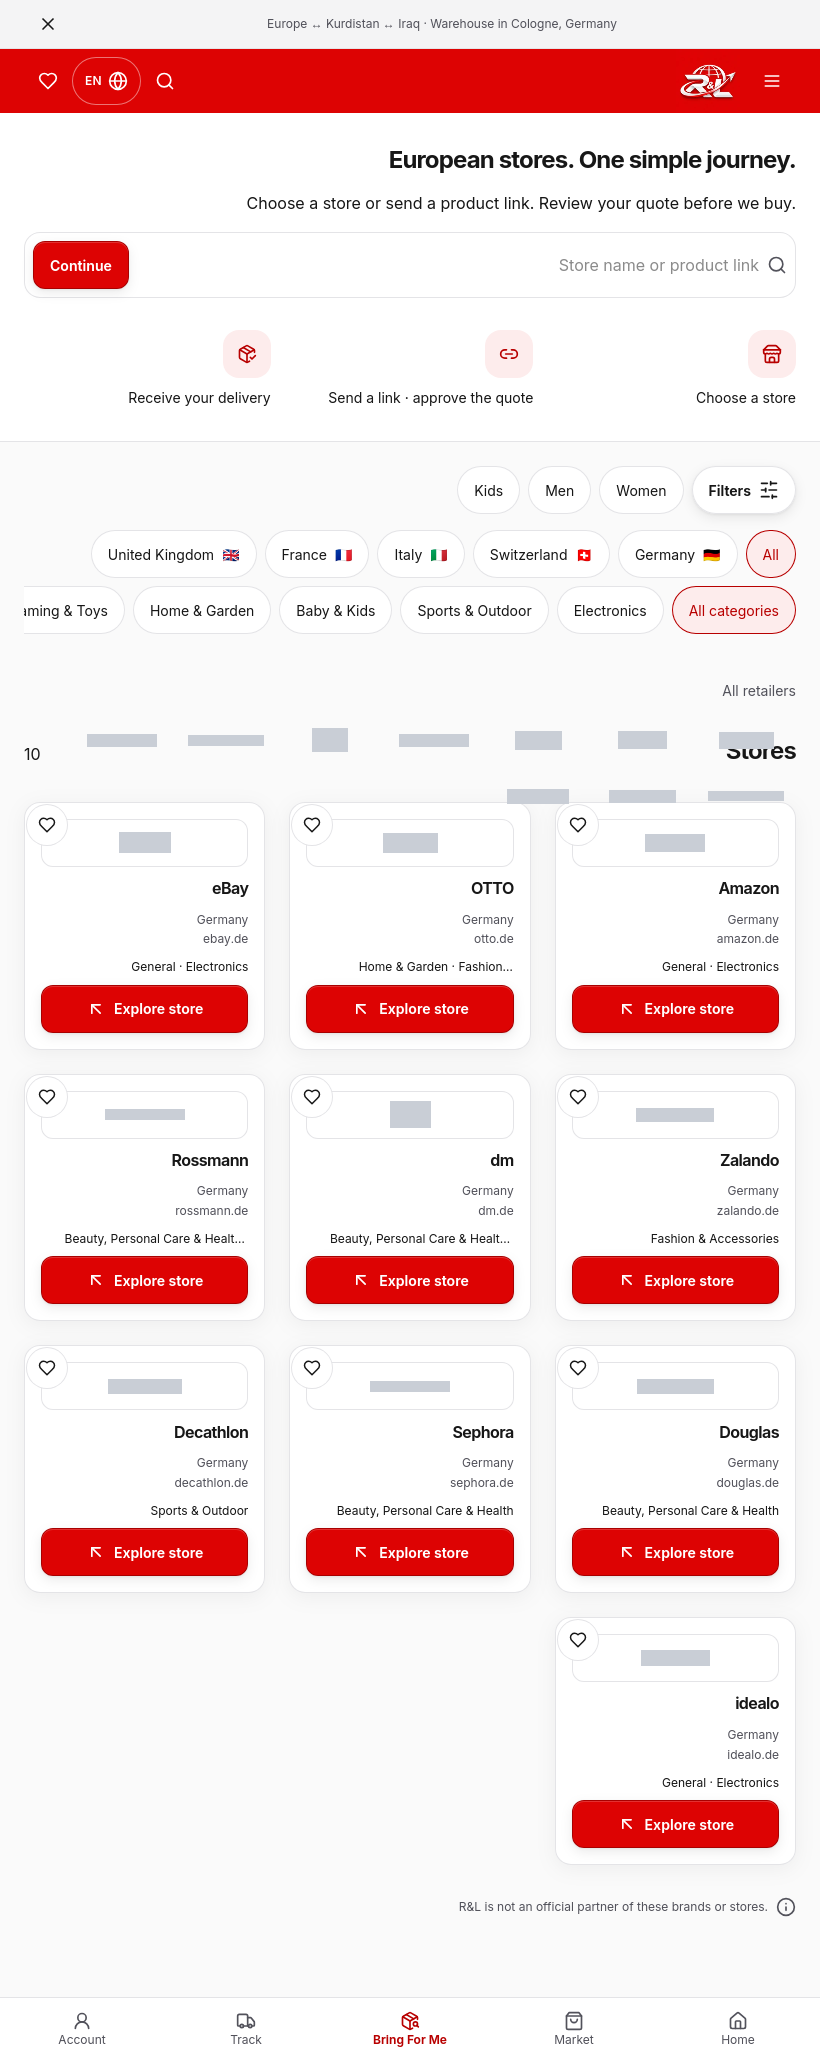 Europe ↔ Kurdistan ↔ Iraq · Warehouse in Cologne, Germany
EN
R&L
European stores. One simple journey.
Choose a store or send a product link. Review your quote before we buy.
Store name or product link
Continue
Choose a store
Send a link · approve the quote
Receive your delivery
Filters
Women
Men
Kids
All
Germany 🇩🇪
Switzerland 🇨🇭
Italy 🇮🇹
France 🇫🇷
United Kingdom 🇬🇧
All categories
Electronics
Sports & Outdoor
Baby & Kids
Home & Garden
aming & Toys
All retailers
Stores
10
Amazon
Germany
amazon.de
General · Electronics
Explore store
OTTO
Germany
otto.de
Home & Garden · Fashion...
Explore store
eBay
Germany
ebay.de
General · Electronics
Explore store
Zalando
Germany
zalando.de
Fashion & Accessories
Explore store
dm
Germany
dm.de
Beauty, Personal Care & Healt...
Explore store
Rossmann
Germany
rossmann.de
Beauty, Personal Care & Healt...
Explore store
Douglas
Germany
douglas.de
Beauty, Personal Care & Health
Explore store
Sephora
Germany
sephora.de
Beauty, Personal Care & Health
Explore store
Decathlon
Germany
decathlon.de
Sports & Outdoor
Explore store
idealo
Germany
idealo.de
General · Electronics
Explore store
R&L is not an official partner of these brands or stores.
Home
Market
Bring For Me
Track
Account